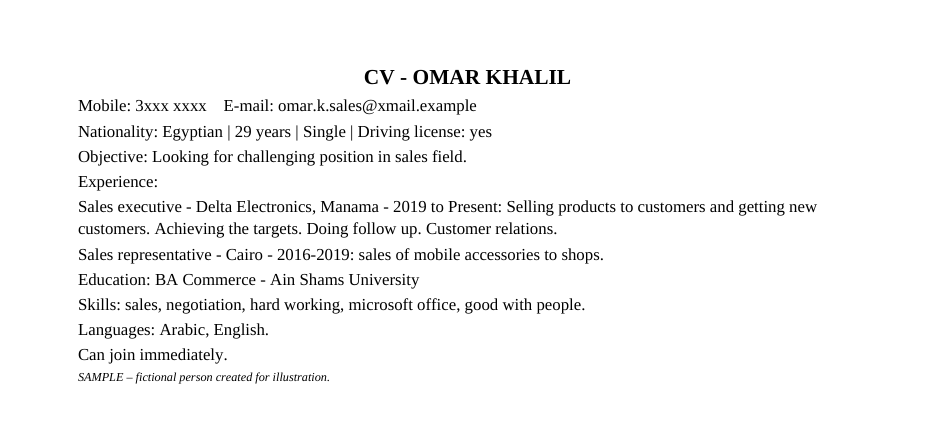 CV - OMAR KHALIL
Mobile: 3xxx xxxx    E-mail: omar.k.sales@xmail.example
Nationality: Egyptian | 29 years | Single | Driving license: yes
Objective: Looking for challenging position in sales field.
Experience:
Sales executive - Delta Electronics, Manama - 2019 to Present: Selling products to customers and getting new
customers. Achieving the targets. Doing follow up. Customer relations.
Sales representative - Cairo - 2016-2019: sales of mobile accessories to shops.
Education: BA Commerce - Ain Shams University
Skills: sales, negotiation, hard working, microsoft office, good with people.
Languages: Arabic, English.
Can join immediately.
SAMPLE – fictional person created for illustration.